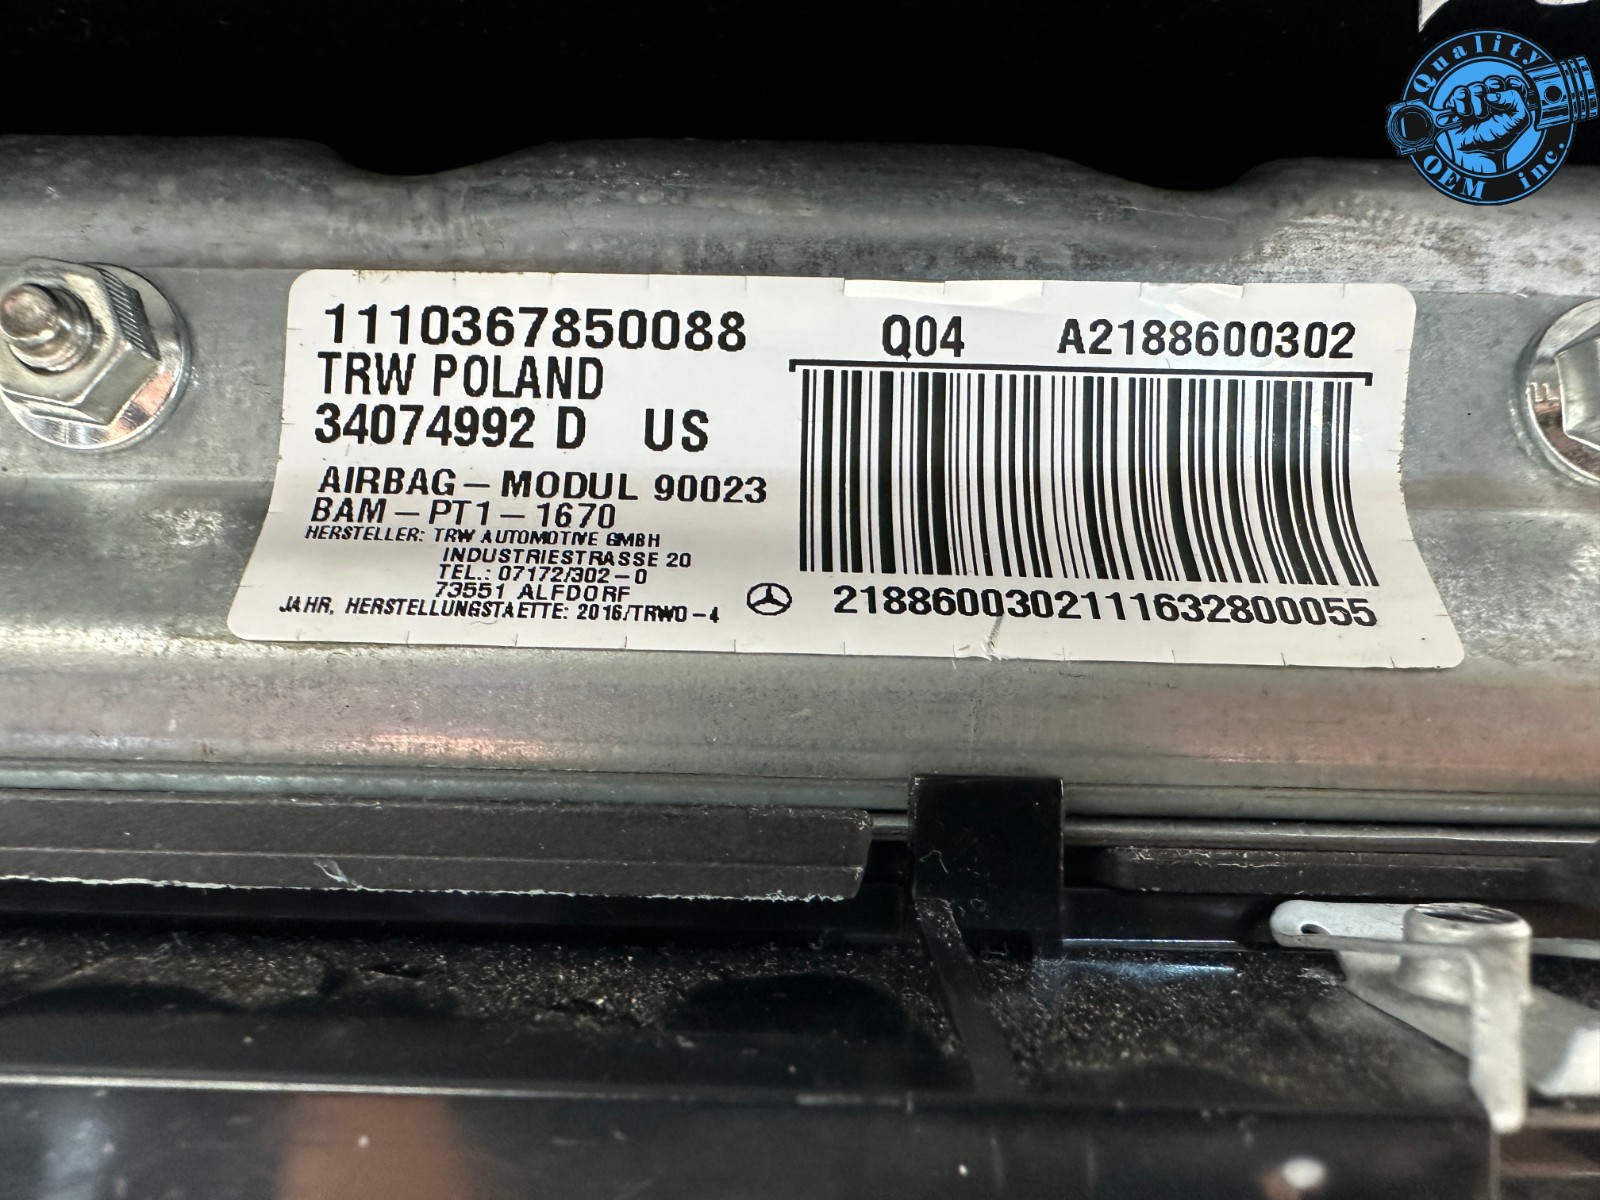 Quality
OEM inc.
1110367850088
TRW POLAND
34074992 D US
AIRBAG-MODUL 90023
BAM-PT1-1670
HERSTELLER: TRW AUTOMOTIVE GMBH
INDUSTRIESTRASSE 20
TEL.: 07172/302-0
73551 ALFDORF
JAHR, HERSTELLUNGSTAETTE: 2016/TRWO-4
Q04 A2188600302
2188600302111632800055